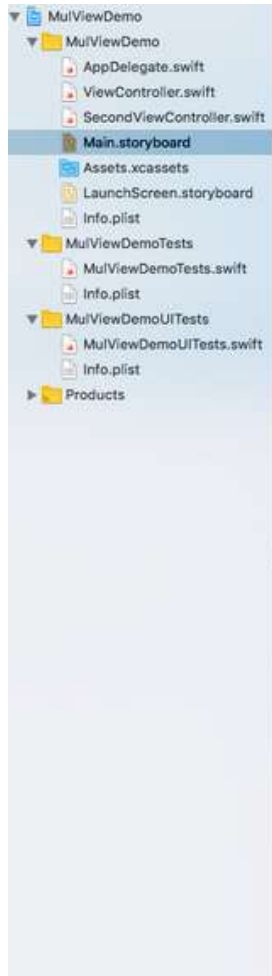 MulViewDemo
MulViewDemo
AppDelegate.swift
ViewController.swift
SecondViewController.swift
Main.storyboard
Assets.xcassets
LaunchScreen.storyboard
Info.plist
MulViewDemoTests
MulViewDemoTests.swift
Info.plist
MulViewDemoUITests
MulViewDemoUITests.swift
Info.plist
Products